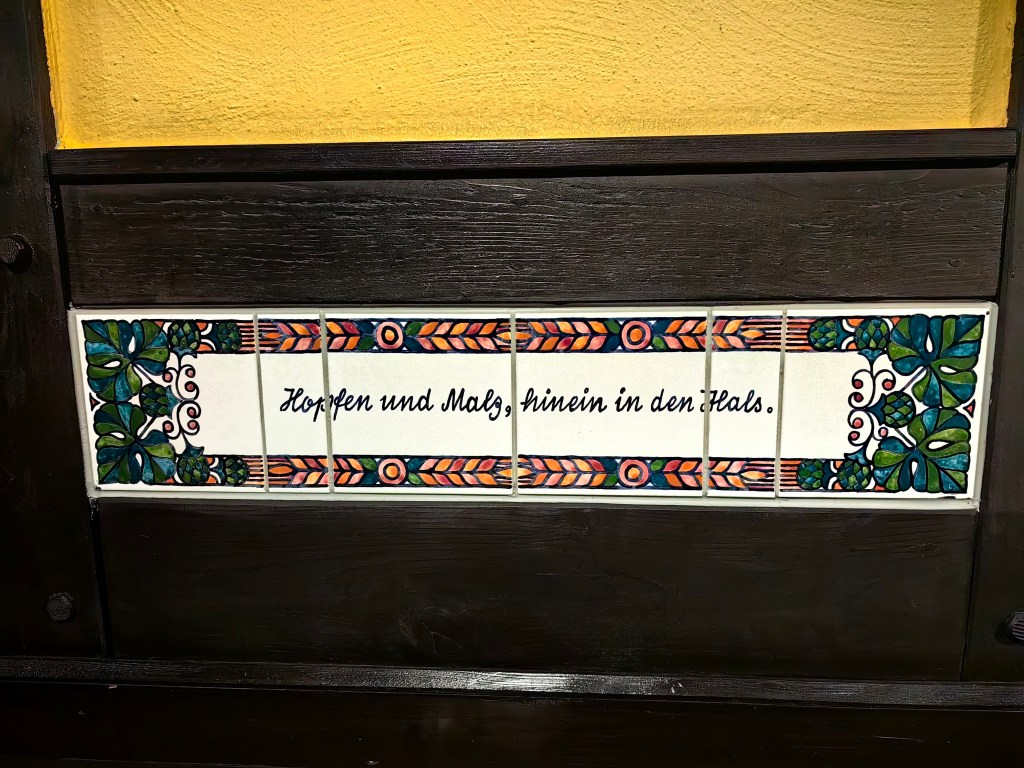 Hopfen und Malz, hinein in den Hals.